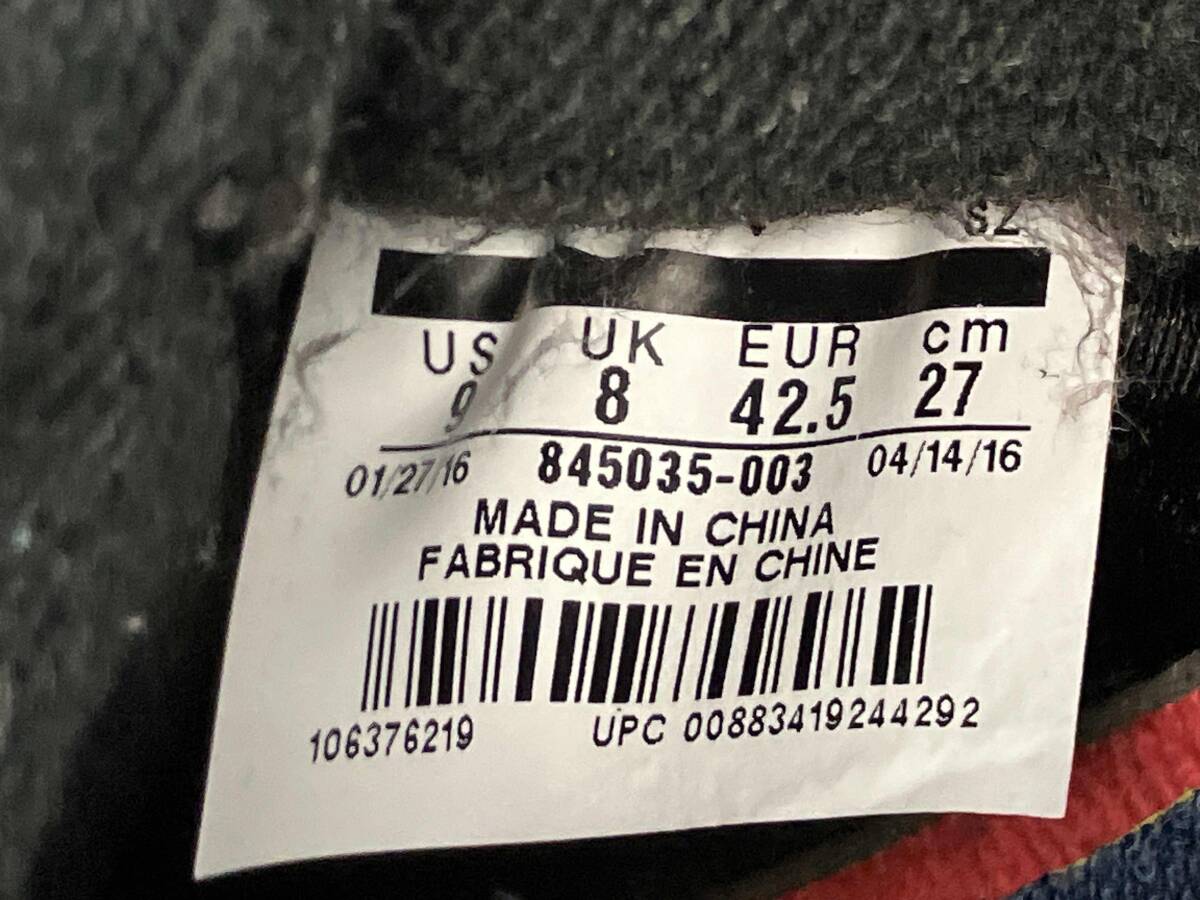 SZ
US UK EUR cm
9 8 42.5 27
01/27/16 845035-003 04/14/16
MADE IN CHINA
FABRIQUE EN CHINE
106376219 UPC 00883419244292